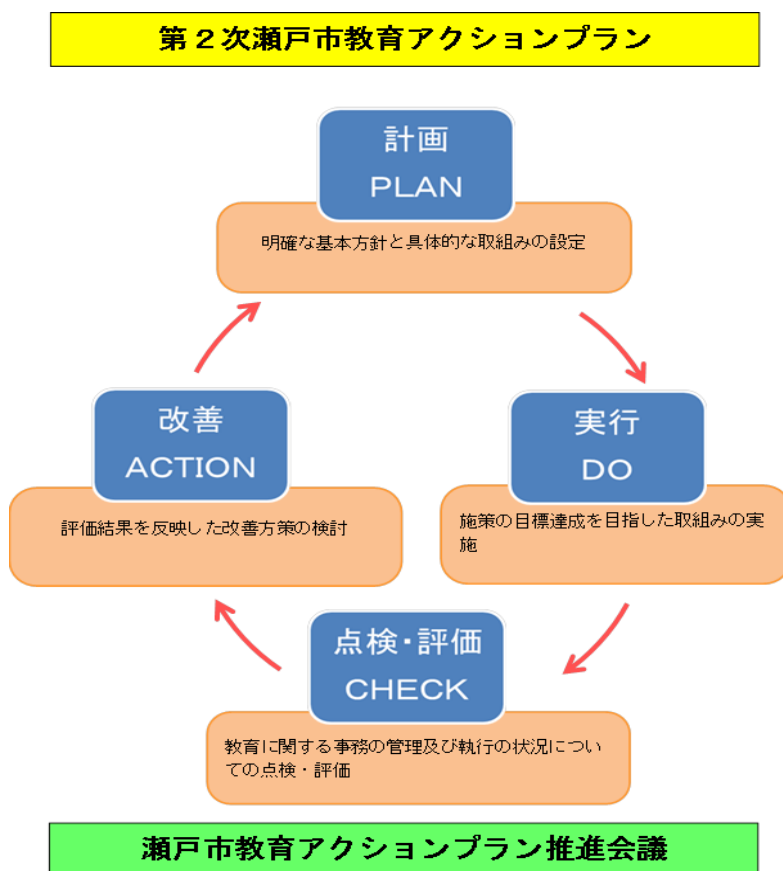 第２次瀬戸市教育アクションプラン
計画
PLAN
明確な基本方針と具体的な取組みの設定
実行
DO
施策の目標達成を目指した取組みの実
施
点検・評価
CHECK
教育に関する事務の管理及び執行の状況につい
ての点検・評価
改善
ACTION
評価結果を反映した改善方策の検討
瀬戸市教育アクションプラン推進会議